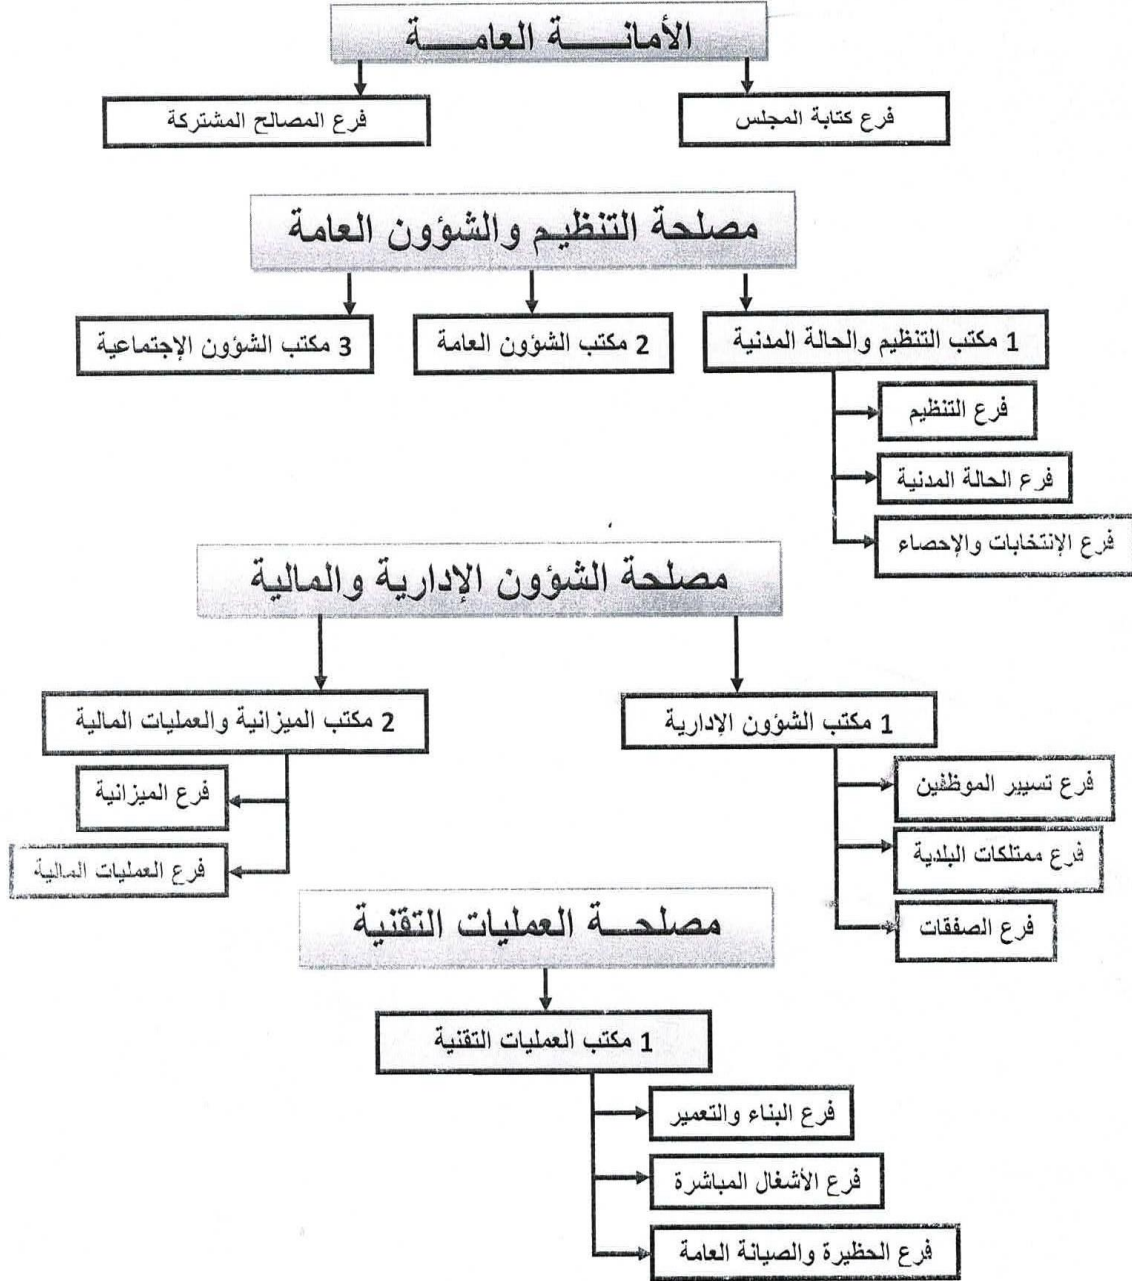 الأمانــــة العامــــة
فرع كتابة المجلس
فرع المصالح المشتركة
مصلحة التنظيم والشؤون العامة
1 مكتب التنظيم والحالة المدنية
2 مكتب الشؤون العامة
3 مكتب الشؤون الإجتماعية
فرع التنظيم
فرع الحالة المدنية
فرع الإنتخابات والإحصاء
مصلحة الشؤون الإدارية والمالية
1 مكتب الشؤون الإدارية
2 مكتب الميزانية والعمليات المالية
فرع تسيير الموظفين
فرع ممتلكات البلدية
فرع الصفقات
فرع الميزانية
فرع العمليات المالية
مصلحــة العمليات التقنية
1 مكتب العمليات التقنية
فرع البناء والتعمير
فرع الأشغال المباشرة
فرع الحظيرة والصيانة العامة